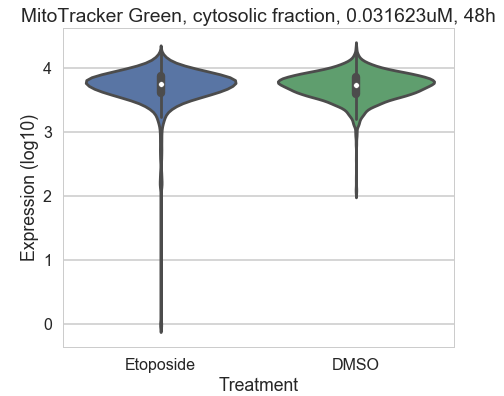 MitoTracker Green, cytosolic fraction, 0.031623uM, 48h
Expression (log10)
4
3
2
1
0
Etoposide
DMSO
Treatment